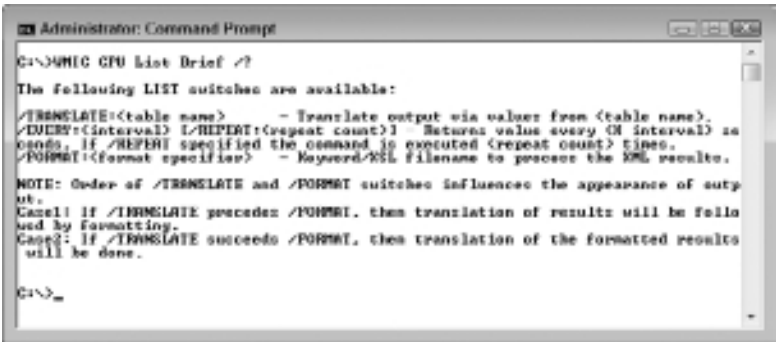 Administrator: Command Prompt
C:\>WMIC CPU List Brief /?
The following LIST switches are available:
/TRANSLATE:<table name>      - Translate output via values from <table name>.
/EVERY:<interval> [/REPEAT:<repeat count>] - Returns value every (X interval) se
conds, If /REPEAT specified the command is executed <repeat count> times.
/FORMAT:<format specifier>   - Keyword/XSL filename to process the XML results.
NOTE: Order of /TRANSLATE and /FORMAT switches influences the appearance of outp
ut.
Case1: If /TRANSLATE precedes /FORMAT, then translation of results will be follo
wed by formatting.
Case2: If /TRANSLATE succeeds /FORMAT, then translation of the formatted results
 will be done.
C:\>_